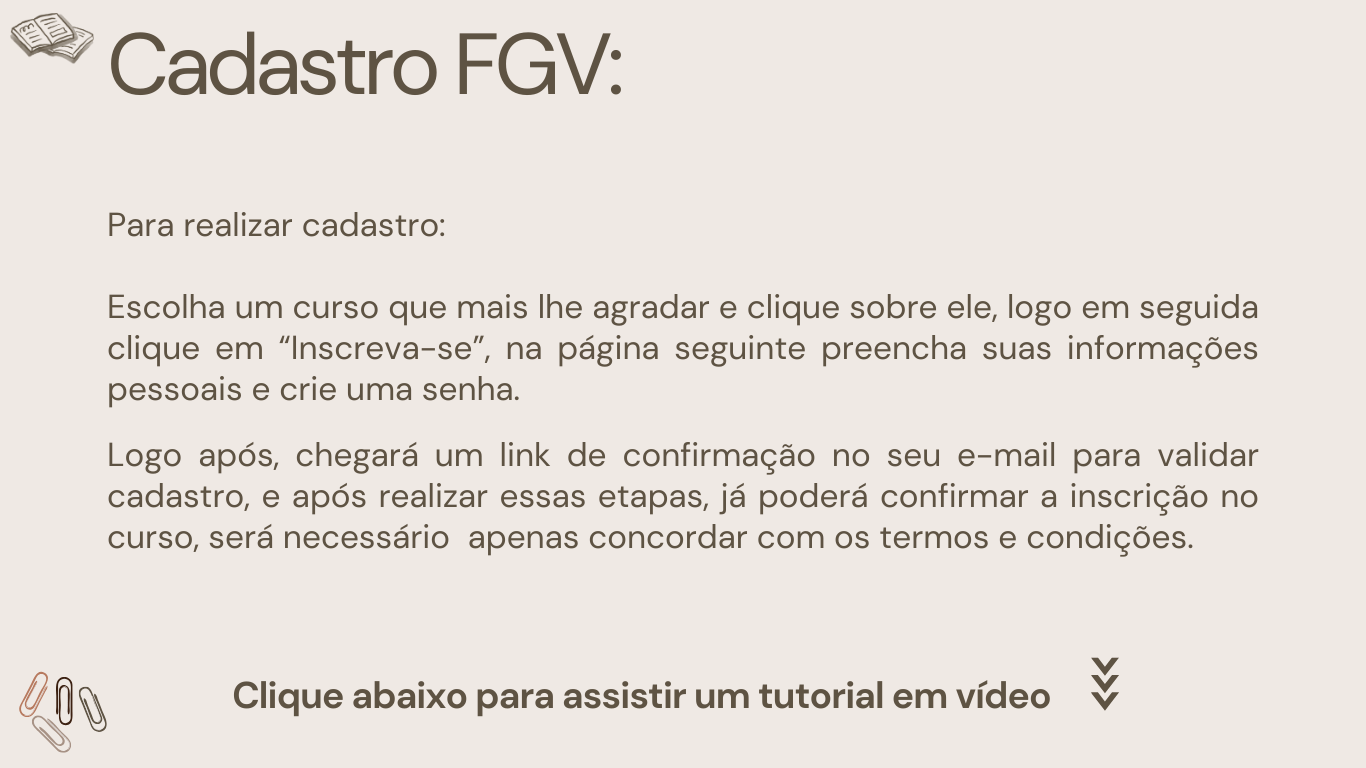 Cadastro FGV:
Para realizar cadastro:
Escolha um curso que mais lhe agradar e clique sobre ele, logo em seguida
clique em “Inscreva-se”, na página seguinte preencha suas informações
pessoais e crie uma senha.
Logo após, chegará um link de confirmação no seu e-mail para validar
cadastro, e após realizar essas etapas, já poderá confirmar a inscrição no
curso, será necessário  apenas concordar com os termos e condições.
Clique abaixo para assistir um tutorial em vídeo